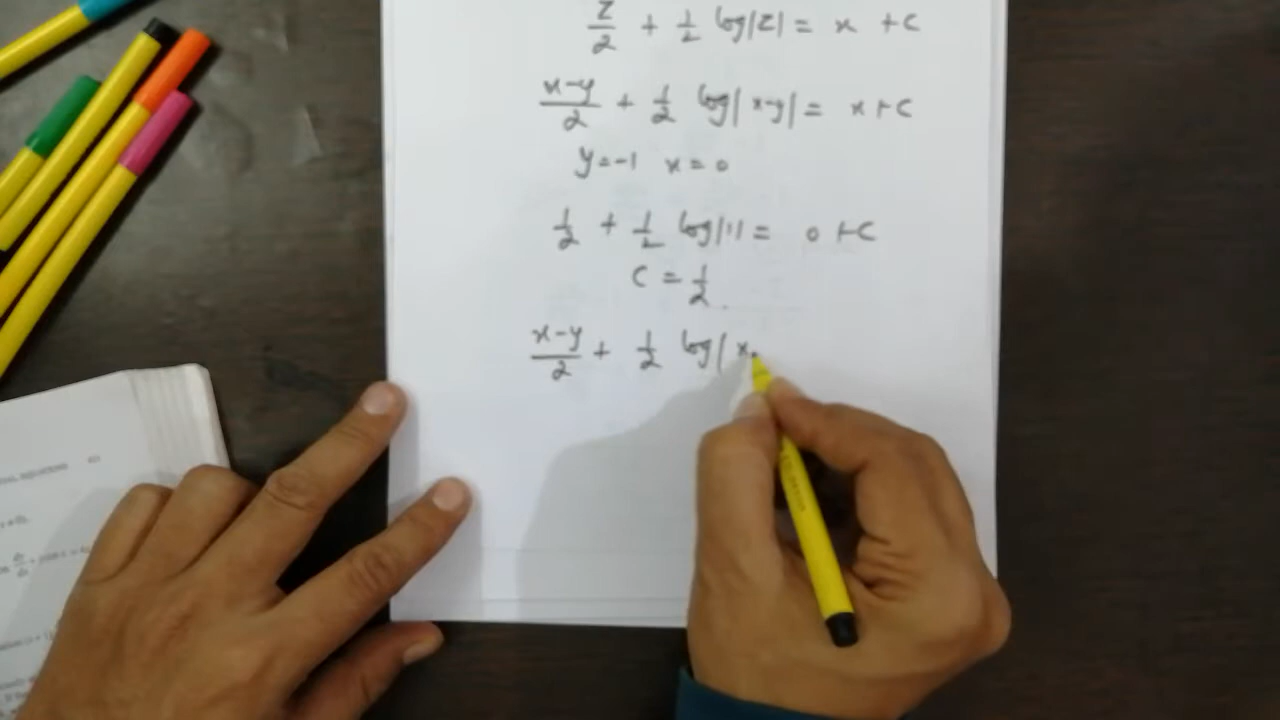 z/2 + 1/2 log|z| = x + c
x-y/2 + 1/2 log|x-y| = x+c
y=-1 x=0
1/2 + 1/2 log|1| = 0+c
c = 1/2
x-y/2 + 1/2 log|x